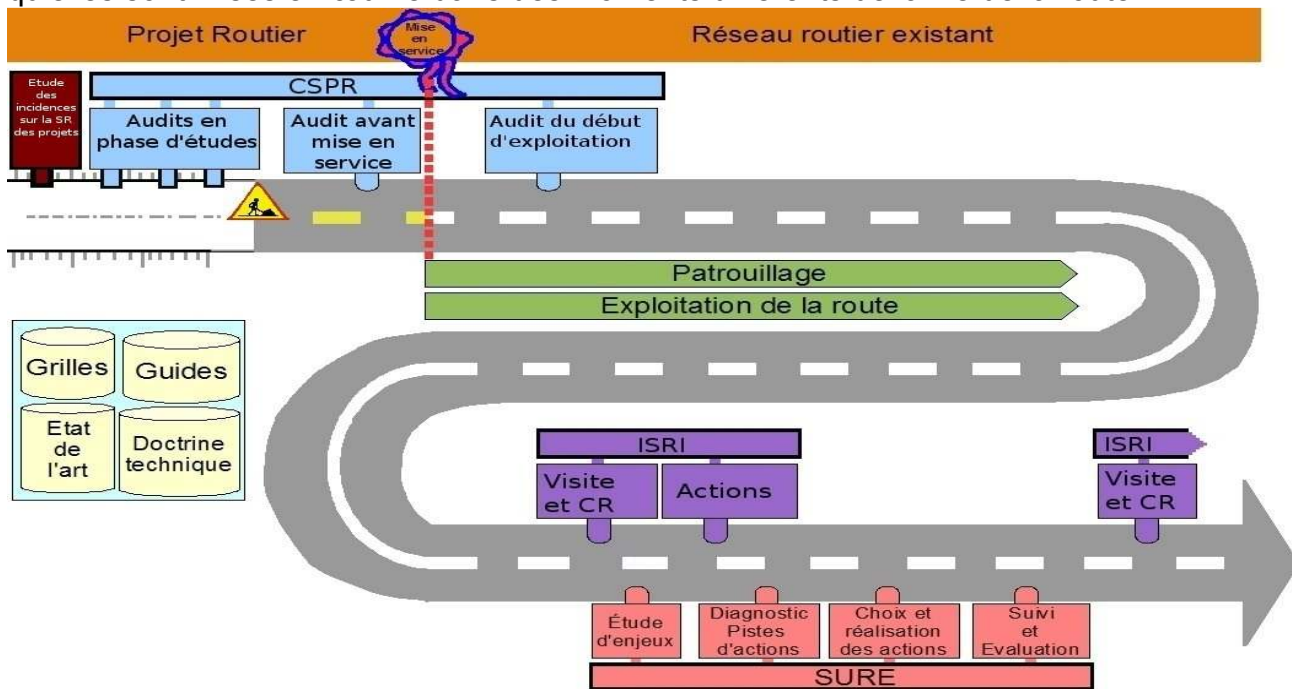 Projet Routier
Mise
en
service
Réseau routier existant
Etude
des
incidences
sur la SR
des projets
CSPR
Audits en
phase d'études
Audit avant
mise en
service
Audit du début
d'exploitation
Patrouillage
Exploitation de la route
Grilles
Guides
Etat
de
l'art
Doctrine
technique
ISRI
Visite
et CR
Actions
ISRI
Visite
et CR
Étude
d'enjeux
Diagnostic
Pistes
d'actions
Choix et
réalisation
des actions
Suivi
et
Evaluation
SURE